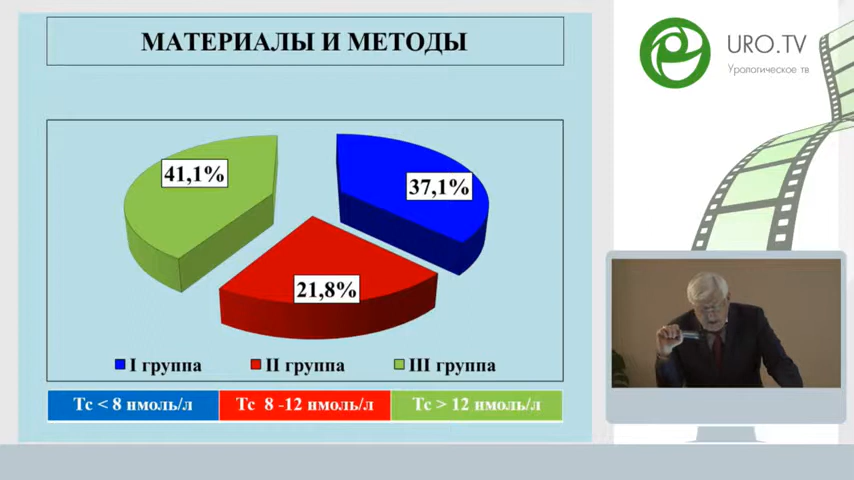 МАТЕРИАЛЫ И МЕТОДЫ
URO.TV
Урологическое тв
41,1%
37,1%
21,8%
I группа
II группа
III группа
Тс < 8 нмоль/л
Тс 8 -12 нмоль/л
Тс > 12 нмоль/л